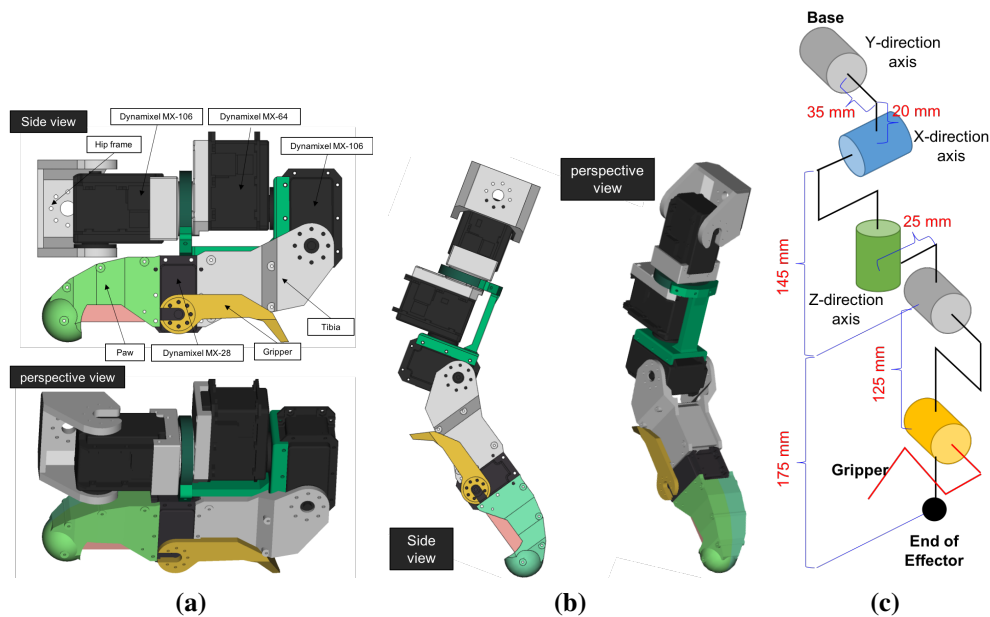 Side view
Dynamixel MX-106
Dynamixel MX-64
Dynamixel MX-106
Hip frame
Tibia
Paw
Dynamixel MX-28
Gripper
perspective view
(a)
perspective
view
Side
view
(b)
Base
Y-direction
axis
35 mm
20 mm
X-direction
axis
25 mm
145 mm
Z-direction
axis
125 mm
175 mm
Gripper
End of
Effector
(c)